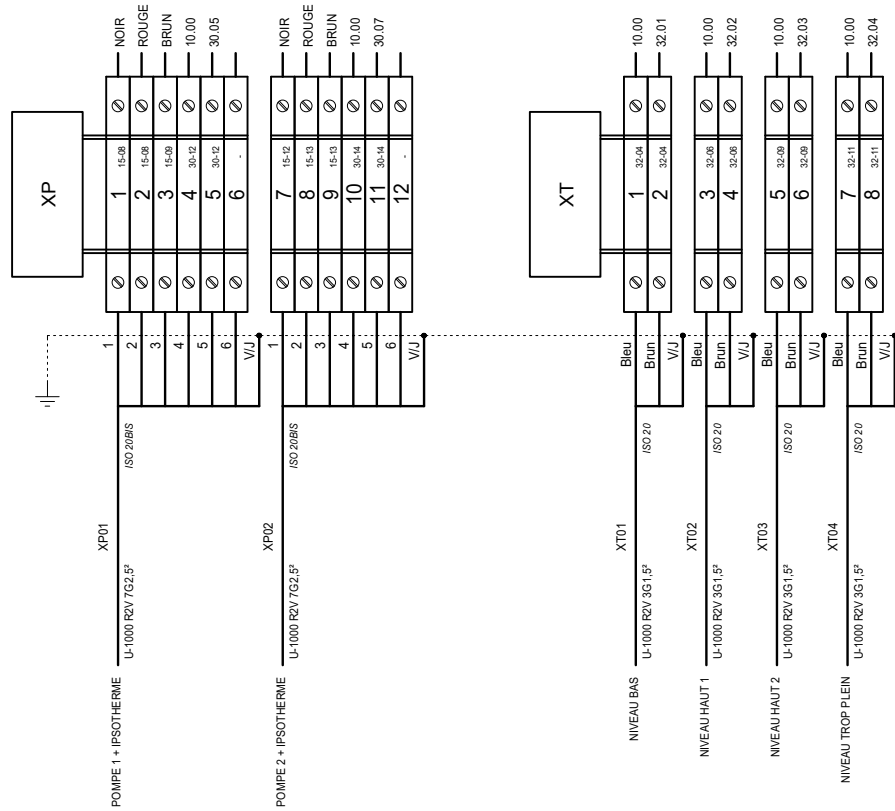 XP
1 15-08 NOIR
2 15-08 ROUGE
3 15-09 BRUN
4 30-12 10.00
5 30-12 30.05
6 -
7 15-12 NOIR
8 15-13 ROUGE
9 15-13 BRUN
10 30-14 10.00
11 30-14 30.07
12 -
XT
1 32-04 10.00
2 32-04 32.01
3 32-06 10.00
4 32-06 32.02
5 32-09 10.00
6 32-09 32.03
7 32-11 10.00
8 32-11 32.04
1
2
3
4
5
6
V/J
1
2
3
4
5
6
V/J
Bleu
Brun
V/J
Bleu
Brun
V/J
Bleu
Brun
V/J
Bleu
Brun
V/J
ISO 20BIS
ISO 20BIS
ISO 20
ISO 20
ISO 20
ISO 20
XP01
XP02
XT01
XT02
XT03
XT04
U-1000 R2V 7G2,5²
U-1000 R2V 7G2,5²
U-1000 R2V 3G1,5²
U-1000 R2V 3G1,5²
U-1000 R2V 3G1,5²
U-1000 R2V 3G1,5²
POMPE 1 + IPSOTHERME
POMPE 2 + IPSOTHERME
NIVEAU BAS
NIVEAU HAUT 1
NIVEAU HAUT 2
NIVEAU TROP PLEIN